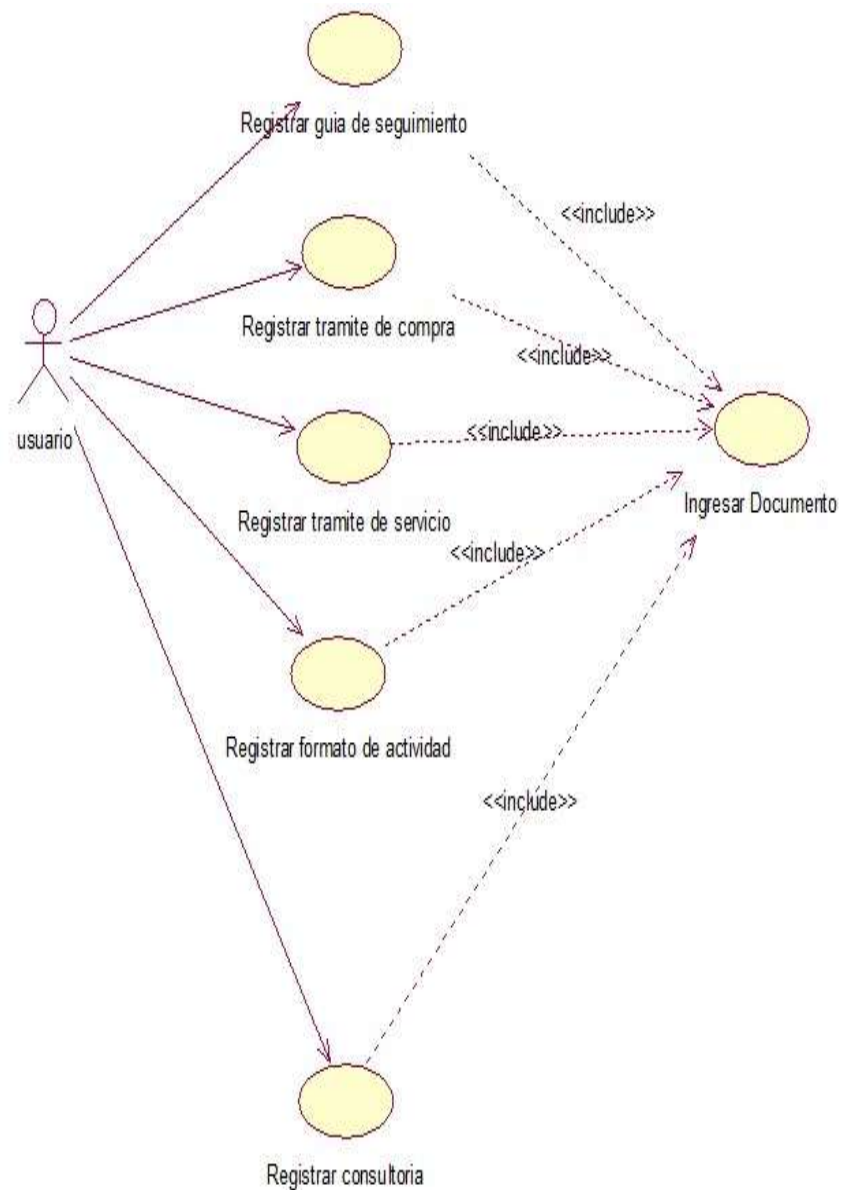 Registrar guia de seguimiento
<<include>>
Registrar tramite de compra
<<include>>
usuario
<<include>>
Registrar tramite de servicio
Ingresar Documento
<<include>>
Registrar formato de actividad
<<include>>
Registrar consultoria